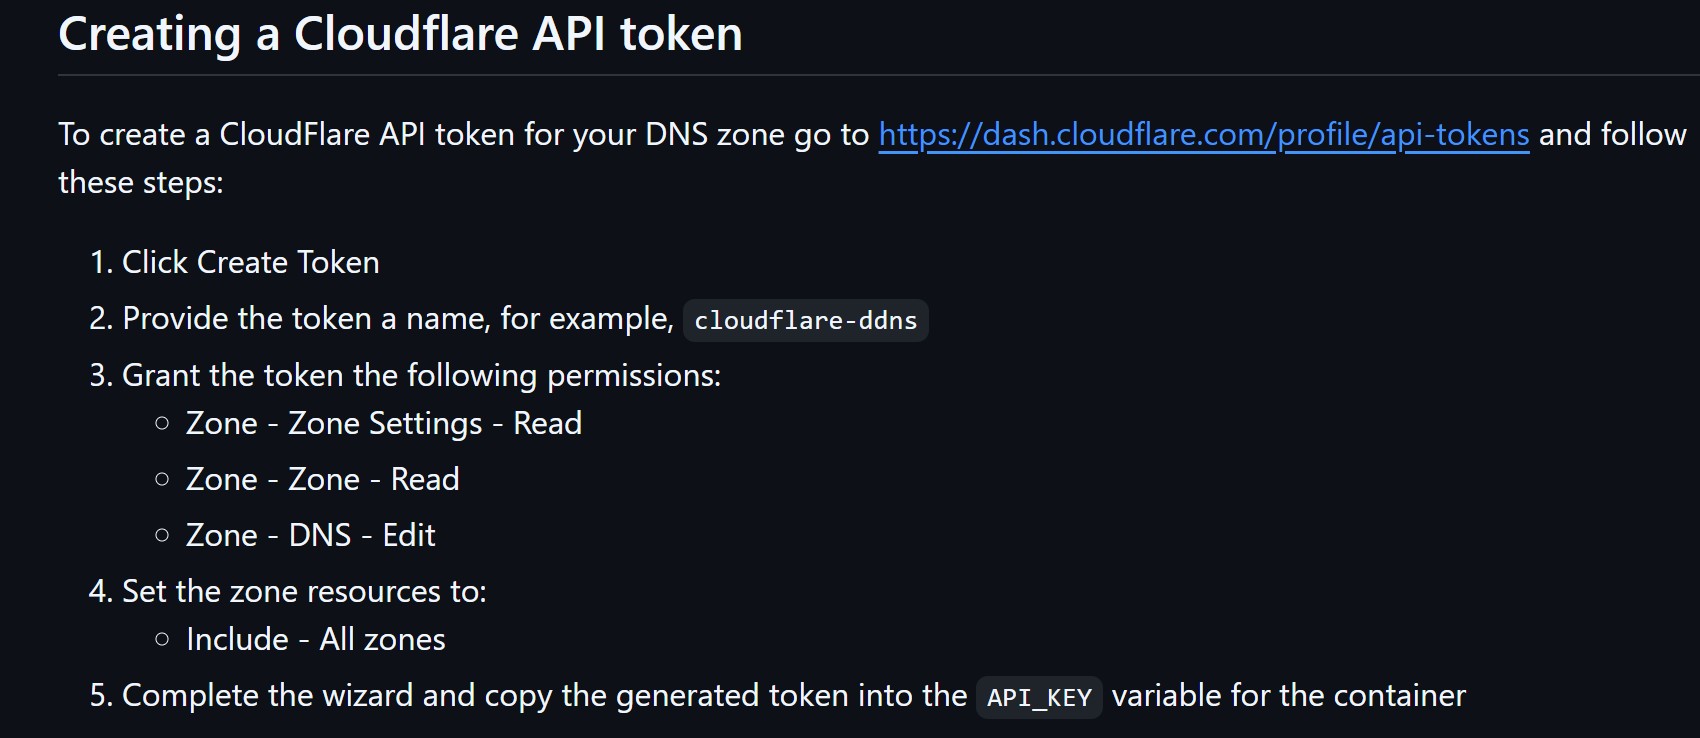 Creating a Cloudflare API token
To create a CloudFlare API token for your DNS zone go to https://dash.cloudflare.com/profile/api-tokens and follow
these steps:
1. Click Create Token
2. Provide the token a name, for example, cloudflare-ddns
3. Grant the token the following permissions:
○ Zone - Zone Settings - Read
○ Zone - Zone - Read
○ Zone - DNS - Edit
4. Set the zone resources to:
○ Include - All zones
5. Complete the wizard and copy the generated token into the API_KEY variable for the container